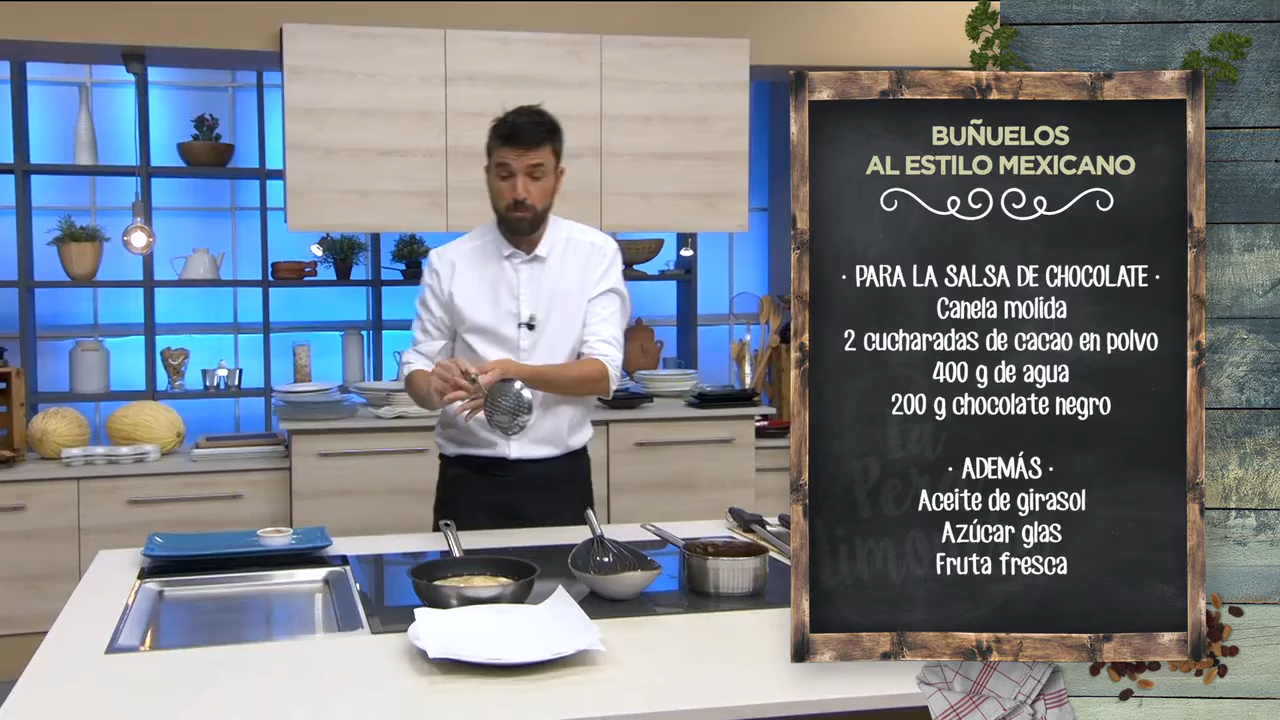 BUÑUELOS
AL ESTILO MEXICANO
· PARA LA SALSA DE CHOCOLATE ·
Canela molida
2 cucharadas de cacao en polvo
400 g de agua
200 g chocolate negro
· ADEMÁS ·
Aceite de girasol
Azúcar glas
Fruta fresca